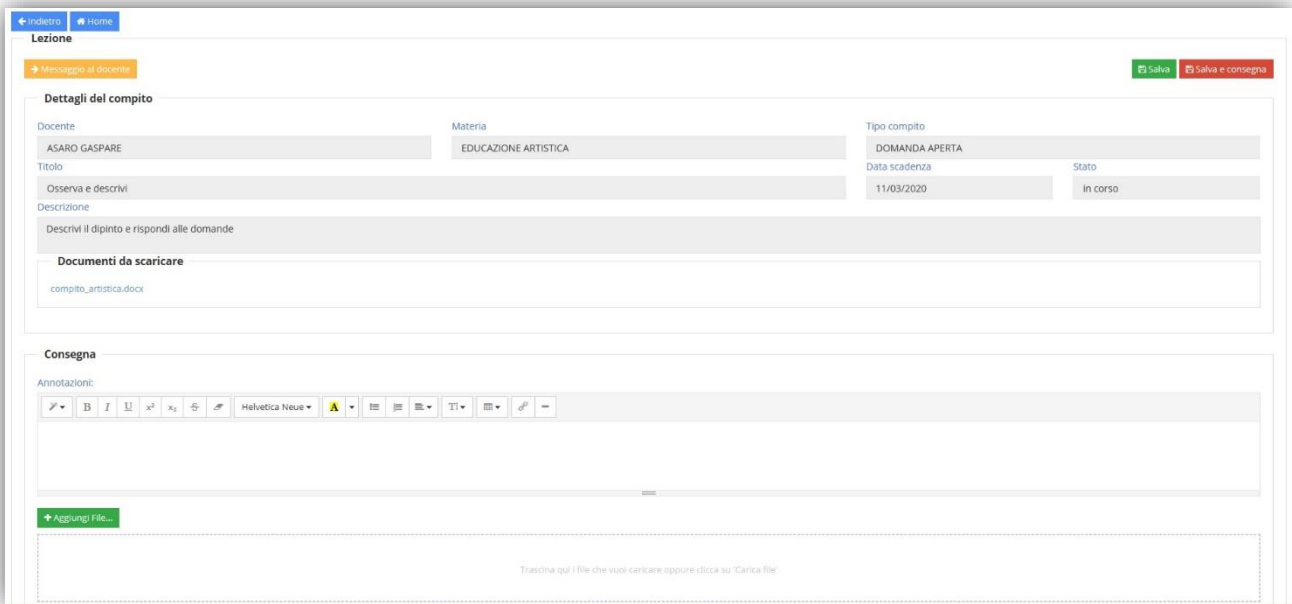 Indietro Home
Lezione
Messaggio al docente Salva Salva e consegna
Dettagli del compito
Docente Materia Tipo compito
ASARO GASPARE EDUCAZIONE ARTISTICA DOMANDA APERTA
Titolo Data scadenza Stato
Osserva e descrivi 11/03/2020 in corso
Descrizione
Descrivi il dipinto e rispondi alle domande
Documenti da scaricare
compito_artistica.docx
Consegna
Annotazioni:
B I U x² x₂ S Helvetica Neue A TI
+ Aggiungi File...
Trascina qui i file che vuoi caricare oppure clicca su 'Carica file'